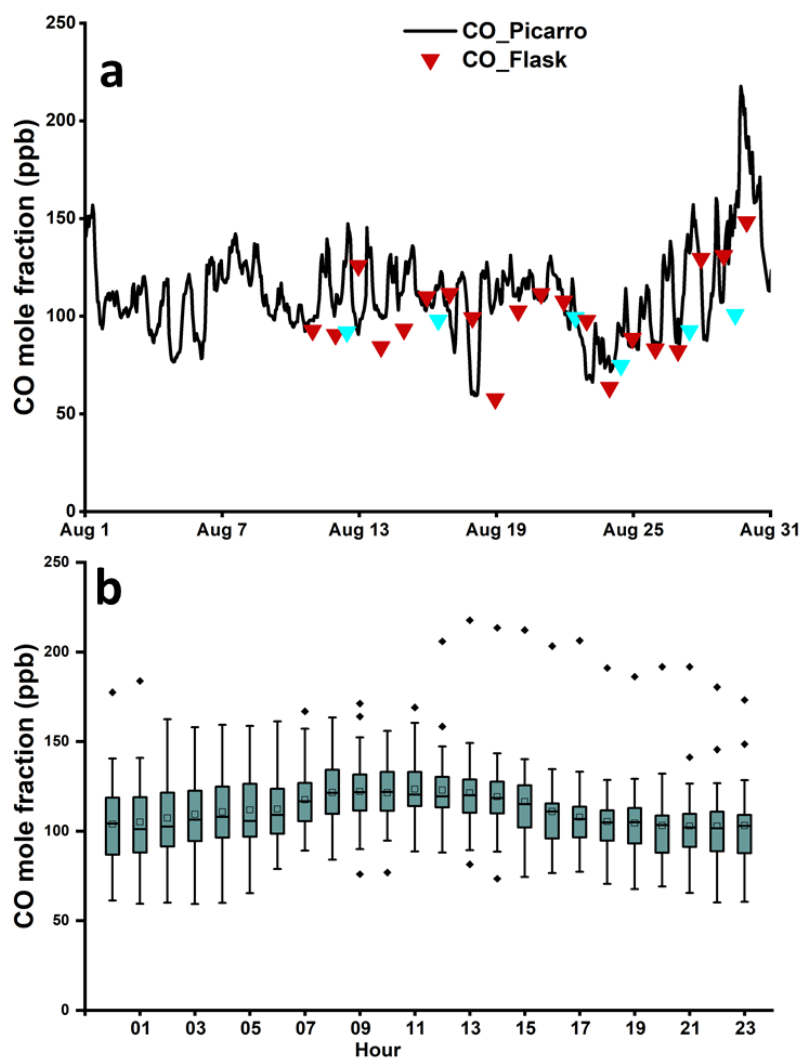 a
CO_Picarro
CO_Flask
CO mole fraction (ppb)
250
200
150
100
50
0
Aug 1 Aug 7 Aug 13 Aug 19 Aug 25 Aug 31
b
CO mole fraction (ppb)
250
200
150
100
50
0
01 03 05 07 09 11 13 15 17 19 21 23
Hour